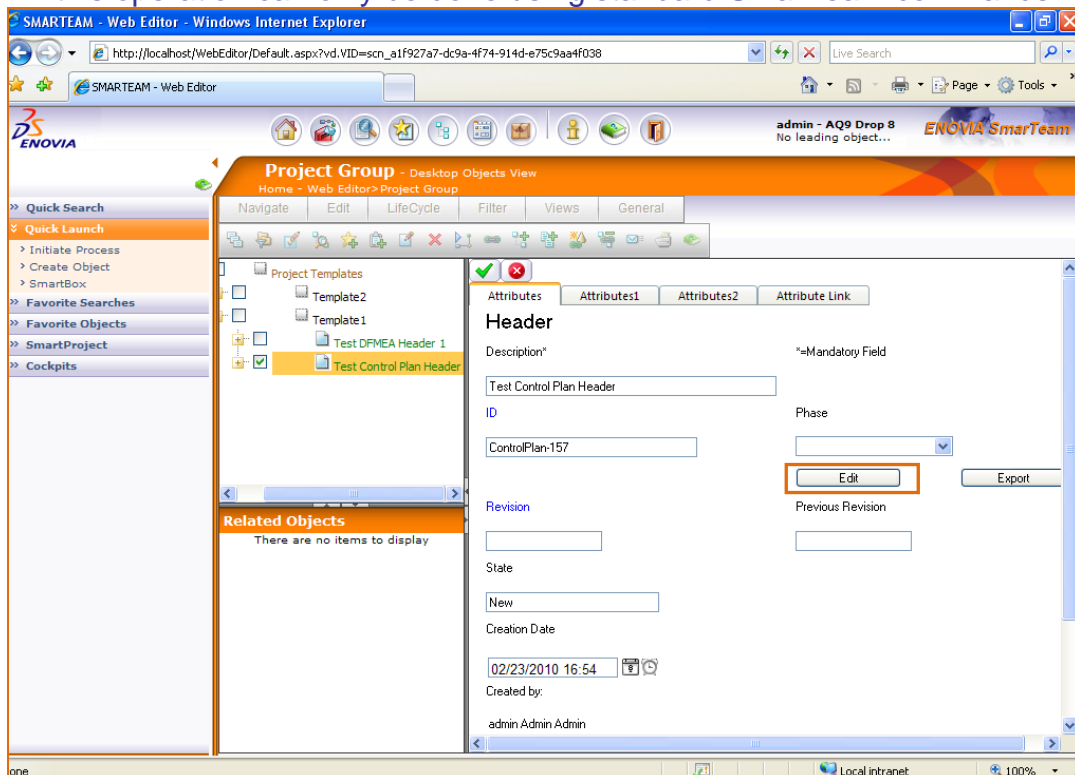 SMARTEAM - Web Editor - Windows Internet Explorer
http://localhost/WebEditor/Default.aspx?vd.VID=scn_a1f927a7-dc9a-4f74-914d-e75c9aa4f038
Live Search
SMARTEAM - Web Editor
Page
Tools
ENOVIA
admin - AQ9 Drop 8
No leading object...
ENOVIA SmarTeam
Project Group - Desktop Objects View
Home - Web Editor>Project Group
Quick Search
Quick Launch
Initiate Process
Create Object
SmartBox
Favorite Searches
Favorite Objects
SmartProject
Cockpits
Navigate Edit LifeCycle Filter Views General
Project Templates
Template2
Template1
Test DFMEA Header 1
Test Control Plan Header
Related Objects
There are no items to display
Attributes Attributes1 Attributes2 Attribute Link
Header
Description* *=Mandatory Field
Test Control Plan Header
ID Phase
ControlPlan-157
Edit Export
Revision Previous Revision
State
New
Creation Date
02/23/2010 16:54
Created by:
admin Admin Admin
one
Local intranet
100%